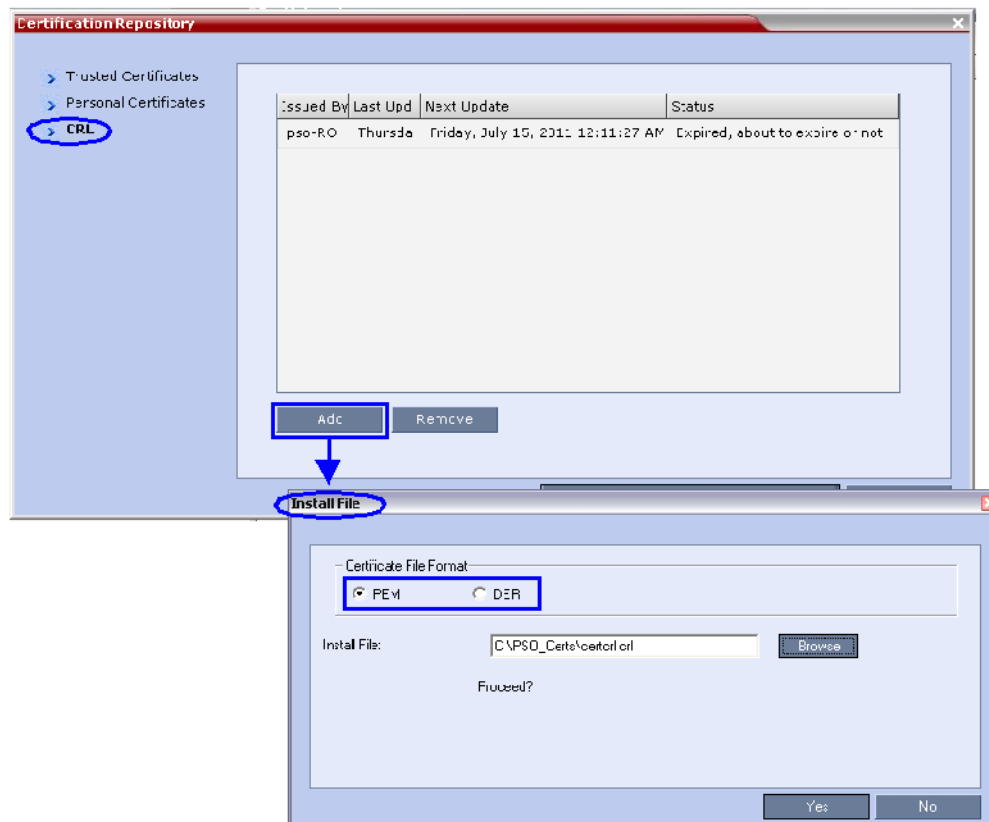 Certification Repository
Trusted Certificates
Personal Certificates
CRL
Issued By Last Upd Next Update Status
pso-RO Thursda Friday, July 15, 2011 12:11:27 AM Expired, about to expire or not
Add Remove
Install File
Certificate File Format
PEM DER
Install File: C:\PSO_Certs\certcrl.crl Browse
Proceed?
Yes No